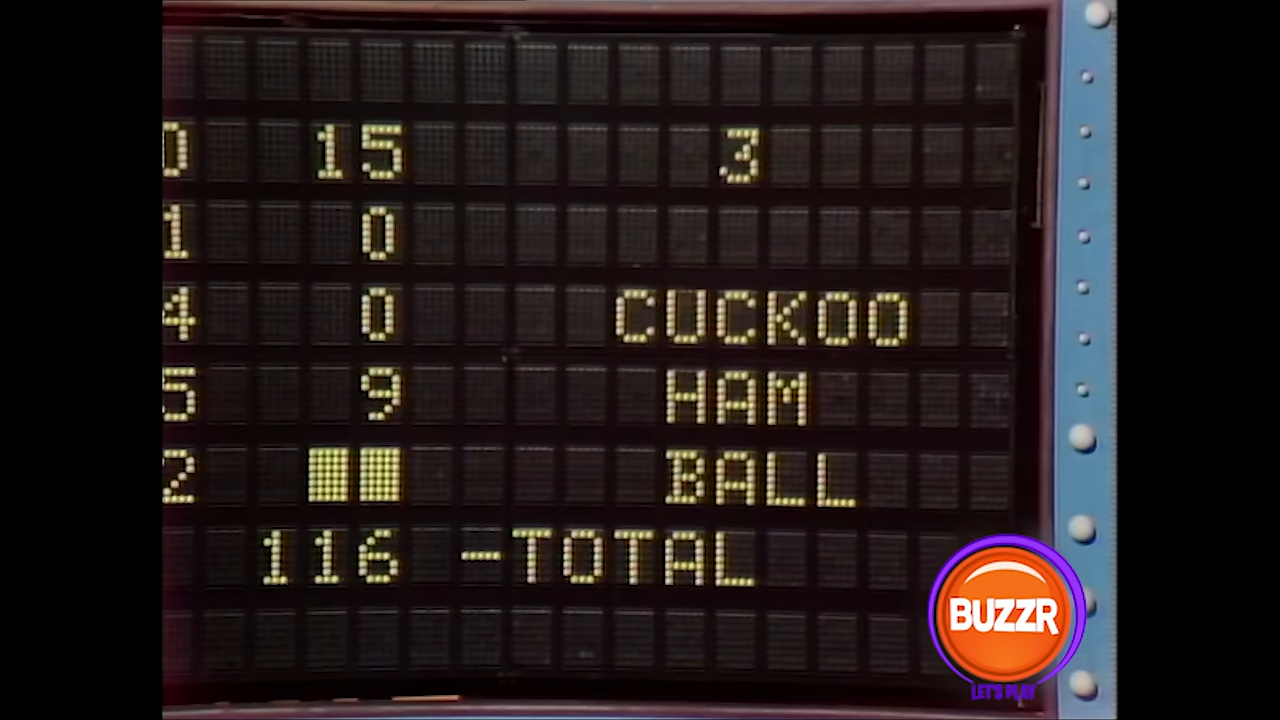 0 15 3
1 0
4 0 CUCKOO
5 9 HAM
2 BALL
116 -TOTAL
BUZZR
LET'S PLAY